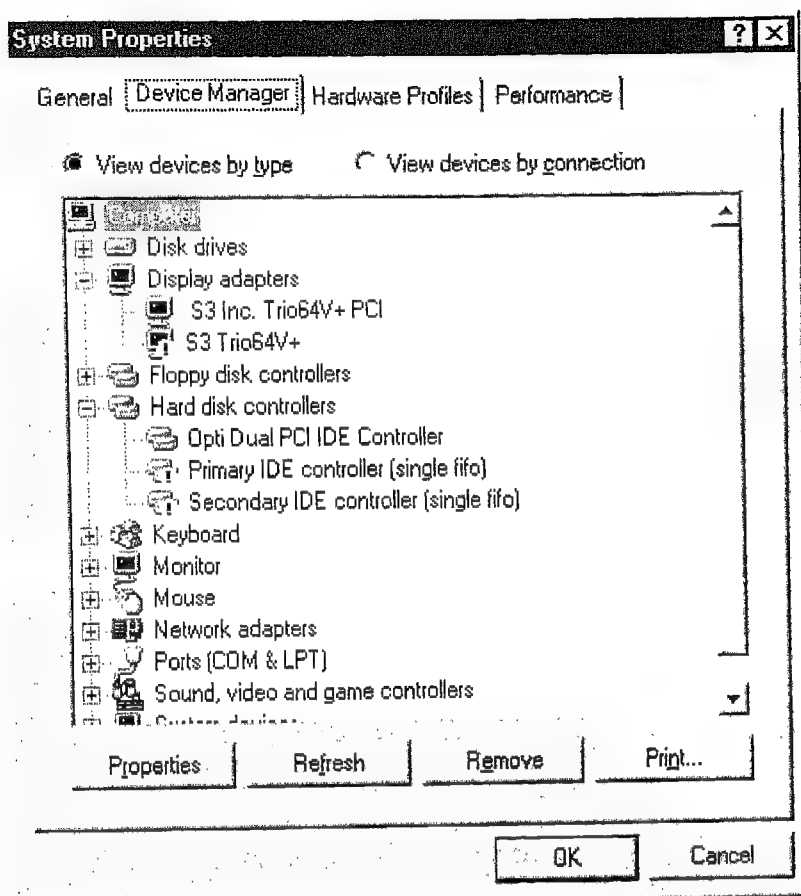 System Properties
General Device Manager Hardware Profiles Performance
View devices by type View devices by connection
Computer
Disk drives
Display adapters
S3 Inc. Trio64V+ PCI
S3 Trio64V+
Floppy disk controllers
Hard disk controllers
Opti Dual PCI IDE Controller
Primary IDE controller (single fifo)
Secondary IDE controller (single fifo)
Keyboard
Monitor
Mouse
Network adapters
Ports (COM & LPT)
Sound, video and game controllers
System devices
Properties Refresh Remove Print...
OK Cancel